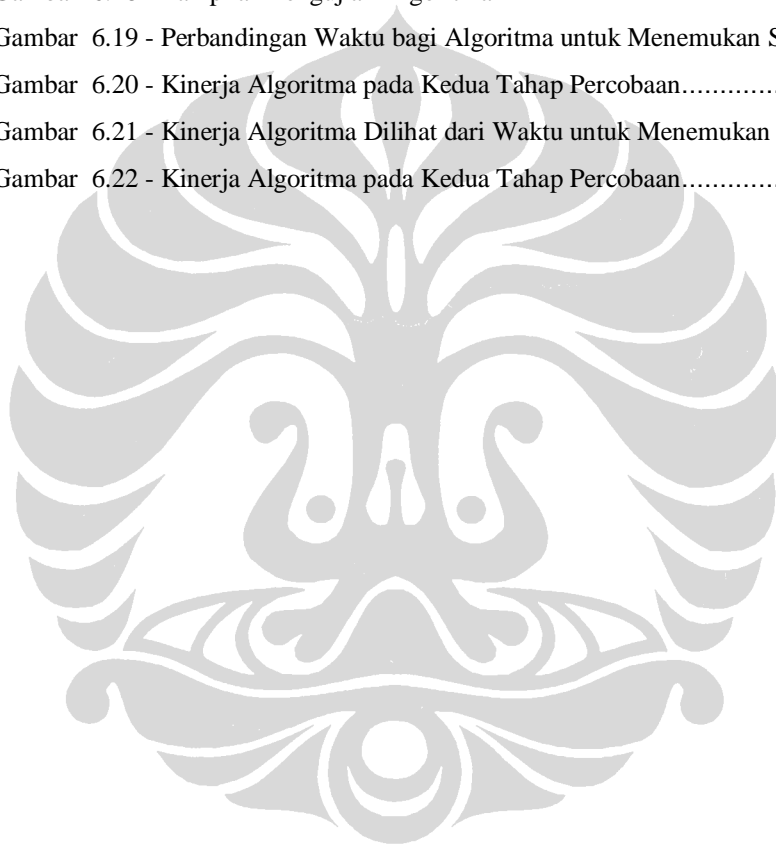 Gambar 6.19 - Perbandingan Waktu bagi Algoritma untuk Menemukan S
Gambar 6.20 - Kinerja Algoritma pada Kedua Tahap Percobaan............
Gambar 6.21 - Kinerja Algoritma Dilihat dari Waktu untuk Menemukan
Gambar 6.22 - Kinerja Algoritma pada Kedua Tahap Percobaan............